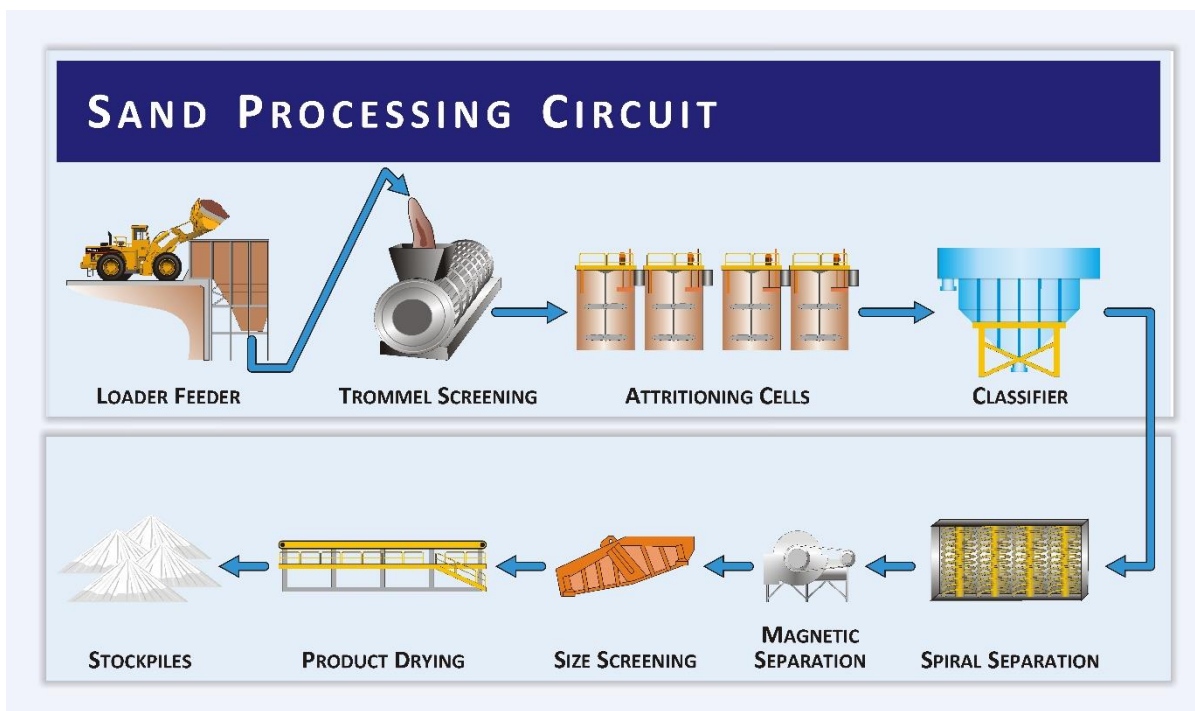 SAND PROCESSING CIRCUIT
LOADER FEEDER
TROMMEL SCREENING
ATTRITIONING CELLS
CLASSIFIER
STOCKPILES
PRODUCT DRYING
SIZE SCREENING
MAGNETIC
SEPARATION
SPIRAL SEPARATION